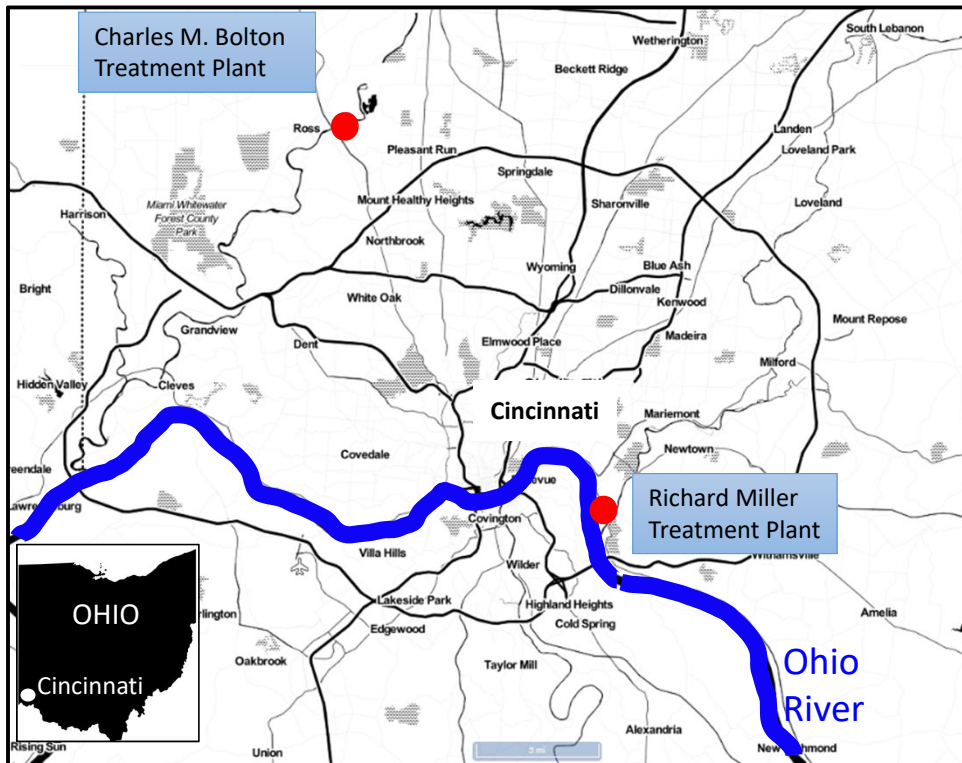 Charles M. Bolton
Treatment Plant
South Lebanon
Wetherington
Beckett Ridge
Ross
Landen
Pleasant Run
Loveland Park
Springdale
Mount Healthy Heights
Sharonville
Loveland
Miami Whitewater
Forest County
Park
Harrison
Northbrook
Wyoming
Blue Ash
Bright
White Oak
Dillonvale
Kenwood
Grandview
Mount Repose
Dent
Elmwood Place
Madeira
Milford
Hidden Valley
Cleves
Cincinnati
Mariemont
Covedale
Newtown
Richard Miller
Treatment Plant
Covington
Villa Hills
Wilder
OHIO
Lakeside Park
Highland Heights
Amelia
Edgewood
Cold Spring
Oakbrook
Taylor Mill
Ohio
River
Cincinnati
Alexandria
Rising Sun
Union
5 mi